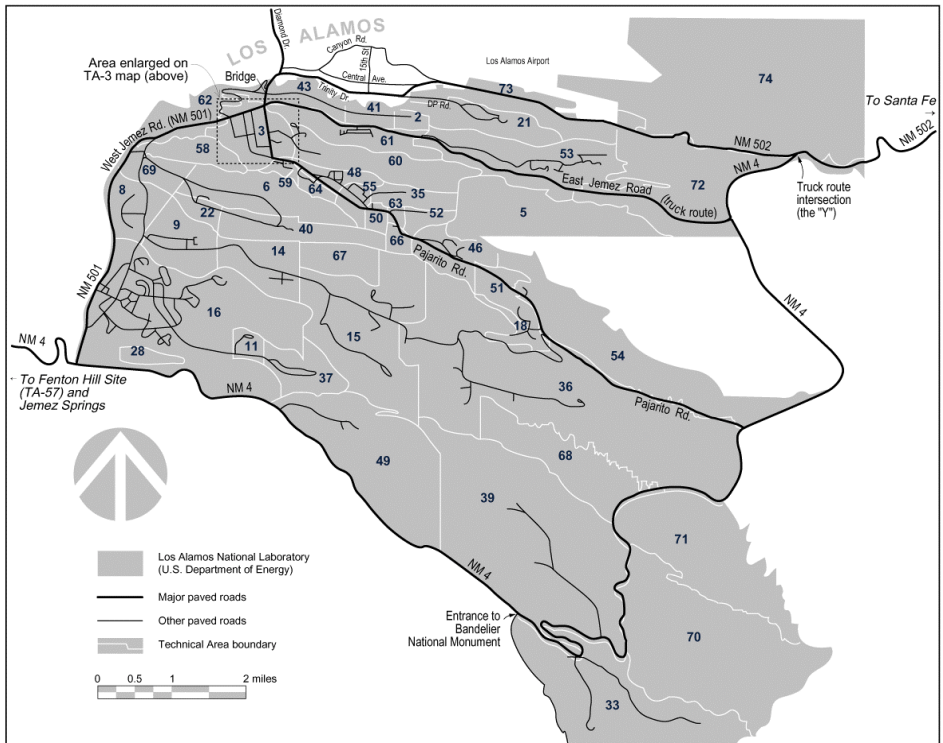 Diamond Dr.
LOS ALAMOS
Canyon Rd.
15th St
Central Ave.
Los Alamos Airport
Area enlarged on
TA-3 map (above)
Bridge
43
Trinity Dr
73
74
62
41
DP Rd.
2
21
To Santa Fe
NM 502
West Jemez Rd. (NM 501)
3
58
61
60
53
NM 502
NM 4
East Jemez Road
(truck route)
72
Truck route
intersection
(the "Y")
69
8
6
59
64
48
55
35
63
50
52
5
22
9
40
14
67
66
46
Pajarito Rd.
51
NM 501
16
15
18
54
NM 4
NM 4
28
11
37
36
To Fenton Hill Site
(TA-57) and
Jemez Springs
NM 4
Pajarito Rd.
49
68
39
71
Los Alamos National Laboratory
(U.S. Department of Energy)
Major paved roads
Other paved roads
Technical Area boundary
0 0.5 1 2 miles
NM 4
Entrance to
Bandelier
National Monument
70
33